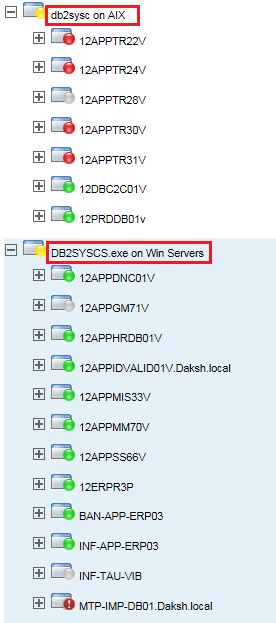 db2sysc on AIX
12APPTR22V
12APPTR24V
12APPTR28V
12APPTR30V
12APPTR31V
12DBC2C01V
12PRDDB01v
DB2SYSCS.exe on Win Servers
12APPDNC01V
12APPGM71V
12APPHRDB01V
12APPIDVALID01V.Daksh.local
12APPMIS33V
12APPMM70V
12APPSS66V
12ERPR3P
BAN-APP-ERP03
INF-APP-ERP03
INF-TAU-VIB
MTP-IMP-DB01.Daksh.local